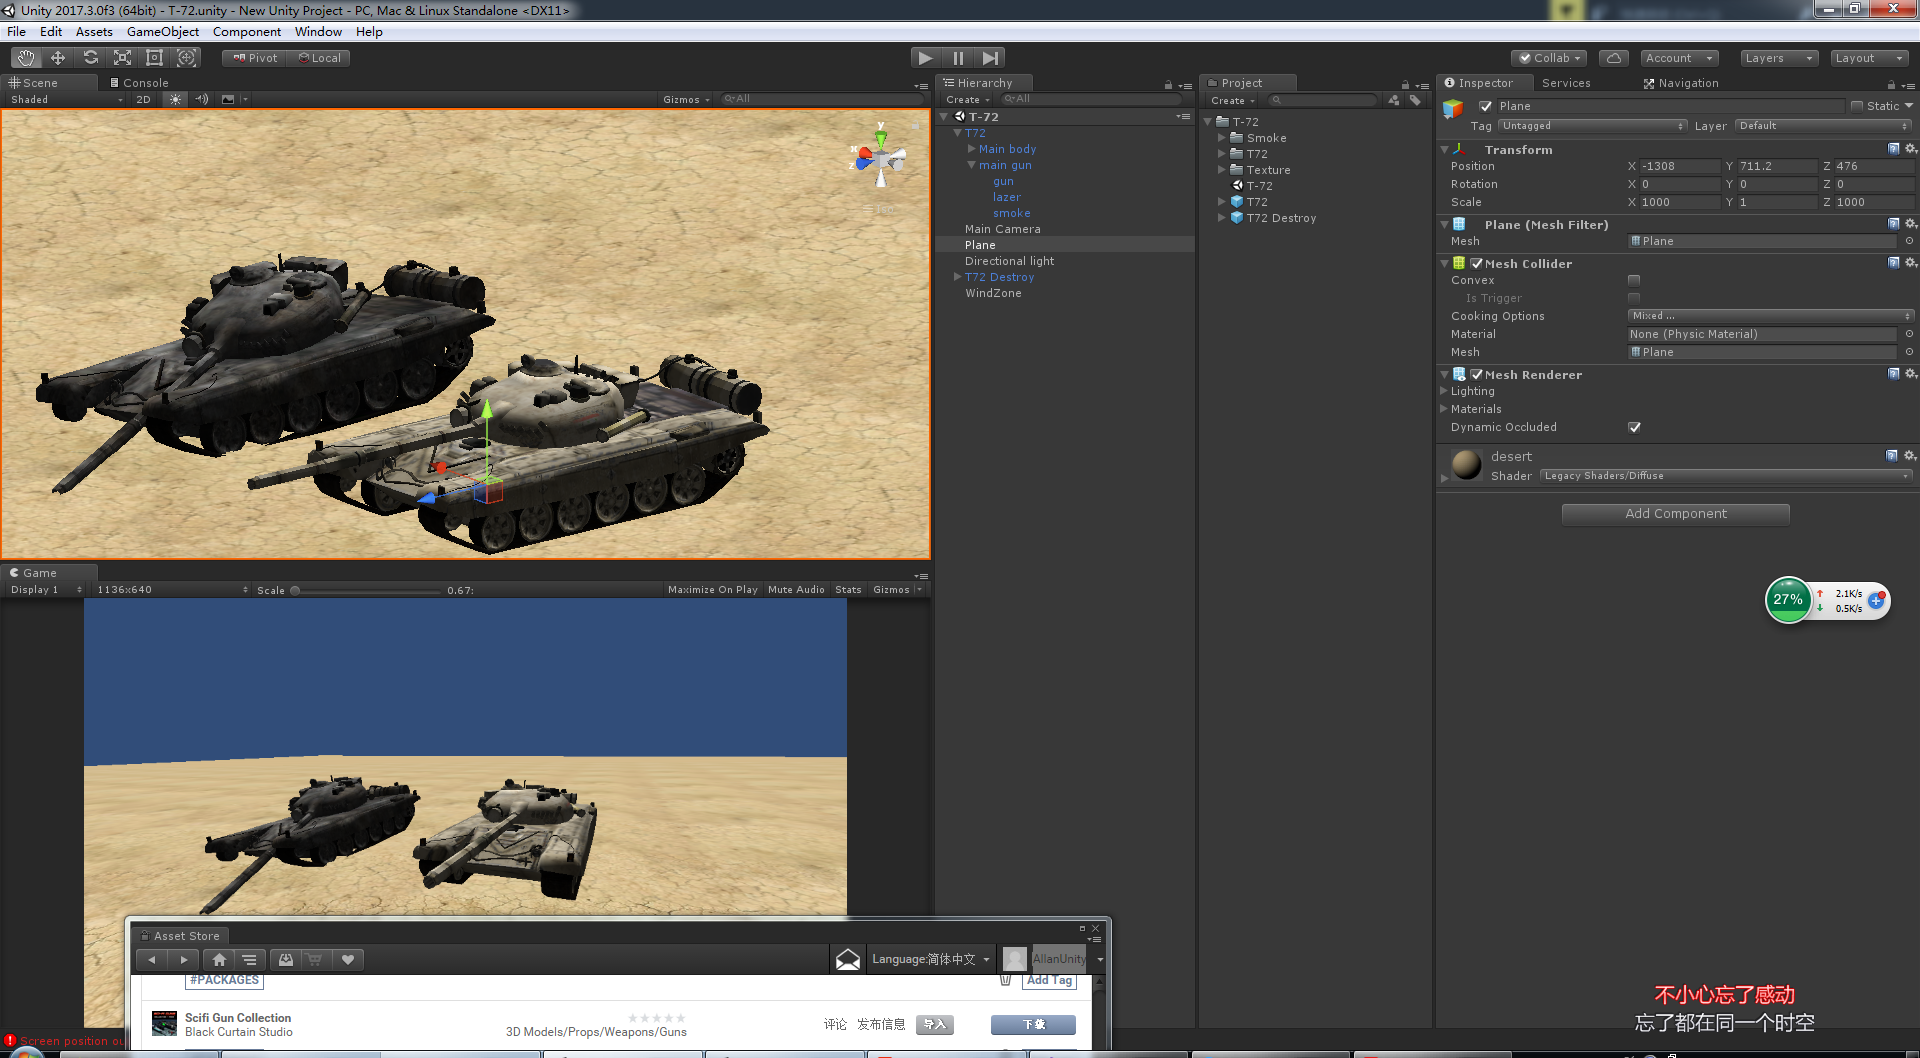 Unity 2017.3.0f3 (64bit) - T-72.unity - New Unity Project - PC, Mac & Linux Standalone <DX11>
File Edit Assets GameObject Component Window Help
Pivot Local
Collab Account Layers Layout
Scene Console
Shaded 2D Gizmos All
y
x
z
Iso
Hierarchy
Create All
T-72
T72
Main body
main gun
gun
lazer
smoke
Main Camera
Plane
Directional light
T72 Destroy
WindZone
Project
Create
T-72
Smoke
T72
Texture
T-72
T72
T72 Destroy
Inspector Services Navigation
Plane Static
Tag Untagged Layer Default
Transform
Position X -1308 Y 711.2 Z 476
Rotation X 0 Y 0 Z 0
Scale X 1000 Y 1 Z 1000
Plane (Mesh Filter)
Mesh Plane
Mesh Collider
Convex
Is Trigger
Cooking Options Mixed ...
Material None (Physic Material)
Mesh Plane
Mesh Renderer
Lighting
Materials
Dynamic Occluded
desert
Shader Legacy Shaders/Diffuse
Add Component
27% 2.1K/s
0.5K/s
Game
Display 1 1136x640 Scale 0.67: Maximize On Play Mute Audio Stats Gizmos
Asset Store
Language:简体中文 AllanUnity
#PACKAGES Add Tag
Scifi Gun Collection
Black Curtain Studio 3D Models/Props/Weapons/Guns 评论 发布信息 导入 下载
Screen position ou
不小心忘了感动
忘了都在同一个时空